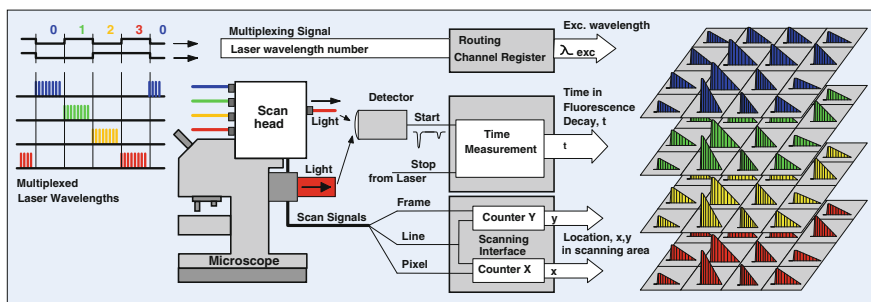 0 1 2 3 0
Multiplexed
Laser Wavelengths
Multiplexing Signal
Laser wavelength number
Routing
Channel Register
Exc. wavelength
λ exc
Scan
head
Light
Light
Microscope
Detector
Start
Stop
from Laser
Time
Measurement
t
Time in
Fluorescence
Decay, t
Scan Signals
Frame
Line
Pixel
Counter Y
Scanning
Interface
Counter X
y
x
Location, x,y
in scanning area